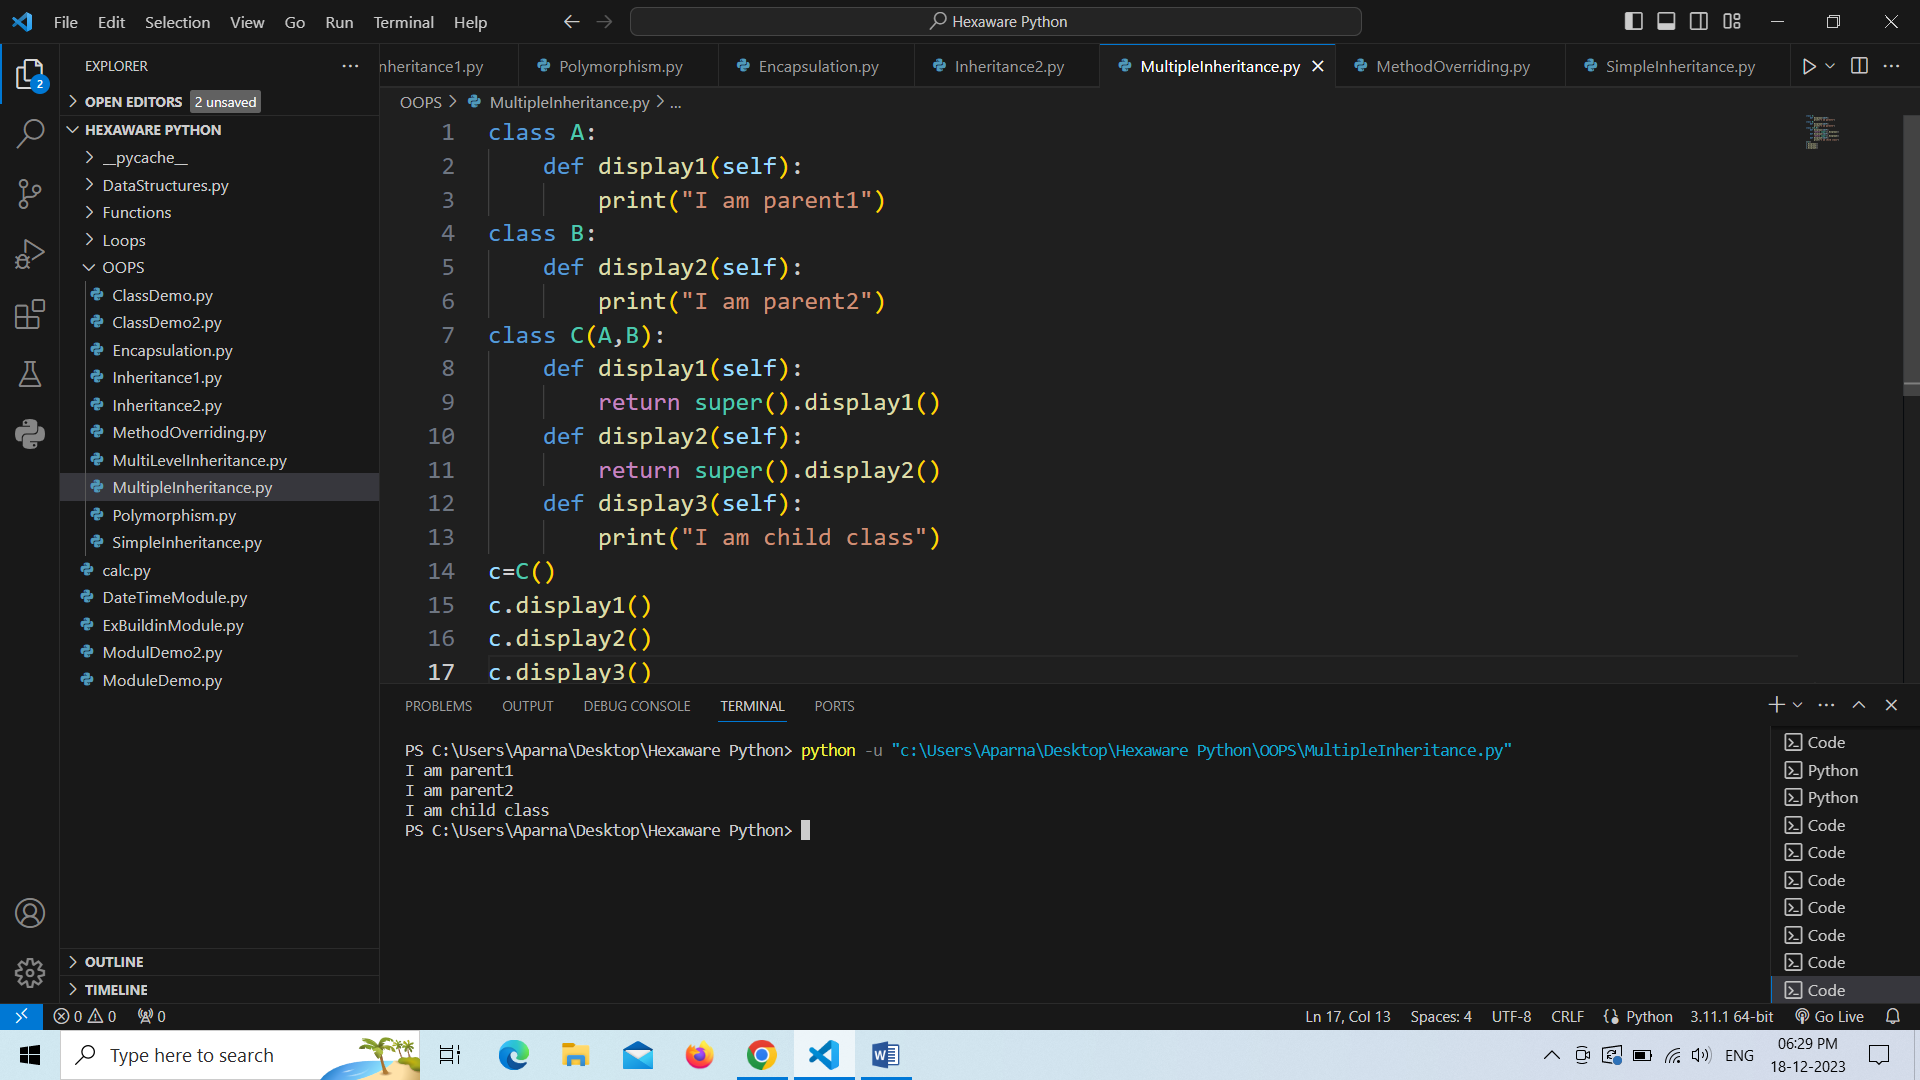 File Edit Selection View Go Run Terminal Help
Hexaware Python
EXPLORER
2
OPEN EDITORS 2 unsaved
HEXAWARE PYTHON
__pycache__
DataStructures.py
Functions
Loops
OOPS
ClassDemo.py
ClassDemo2.py
Encapsulation.py
Inheritance1.py
Inheritance2.py
MethodOverriding.py
MultiLevelInheritance.py
MultipleInheritance.py
Polymorphism.py
SimpleInheritance.py
calc.py
DateTimeModule.py
ExBuildinModule.py
ModulDemo2.py
ModuleDemo.py
OUTLINE
TIMELINE
nheritance1.py Polymorphism.py Encapsulation.py Inheritance2.py MultipleInheritance.py MethodOverriding.py SimpleInheritance.py
OOPS > MultipleInheritance.py > ...
1 class A:
2 def display1(self):
3 print("I am parent1")
4 class B:
5 def display2(self):
6 print("I am parent2")
7 class C(A,B):
8 def display1(self):
9 return super().display1()
10 def display2(self):
11 return super().display2()
12 def display3(self):
13 print("I am child class")
14 c=C()
15 c.display1()
16 c.display2()
17 c.display3()
PROBLEMS OUTPUT DEBUG CONSOLE TERMINAL PORTS
PS C:\Users\Aparna\Desktop\Hexaware Python> python -u "c:\Users\Aparna\Desktop\Hexaware Python\OOPS\MultipleInheritance.py"
I am parent1
I am parent2
I am child class
PS C:\Users\Aparna\Desktop\Hexaware Python>
Code
Python
Python
Code
Code
Code
Code
Code
Code
Code
0 0 0 Ln 17, Col 13 Spaces: 4 UTF-8 CRLF Python 3.11.1 64-bit Go Live
Type here to search
ENG
06:29 PM
18-12-2023